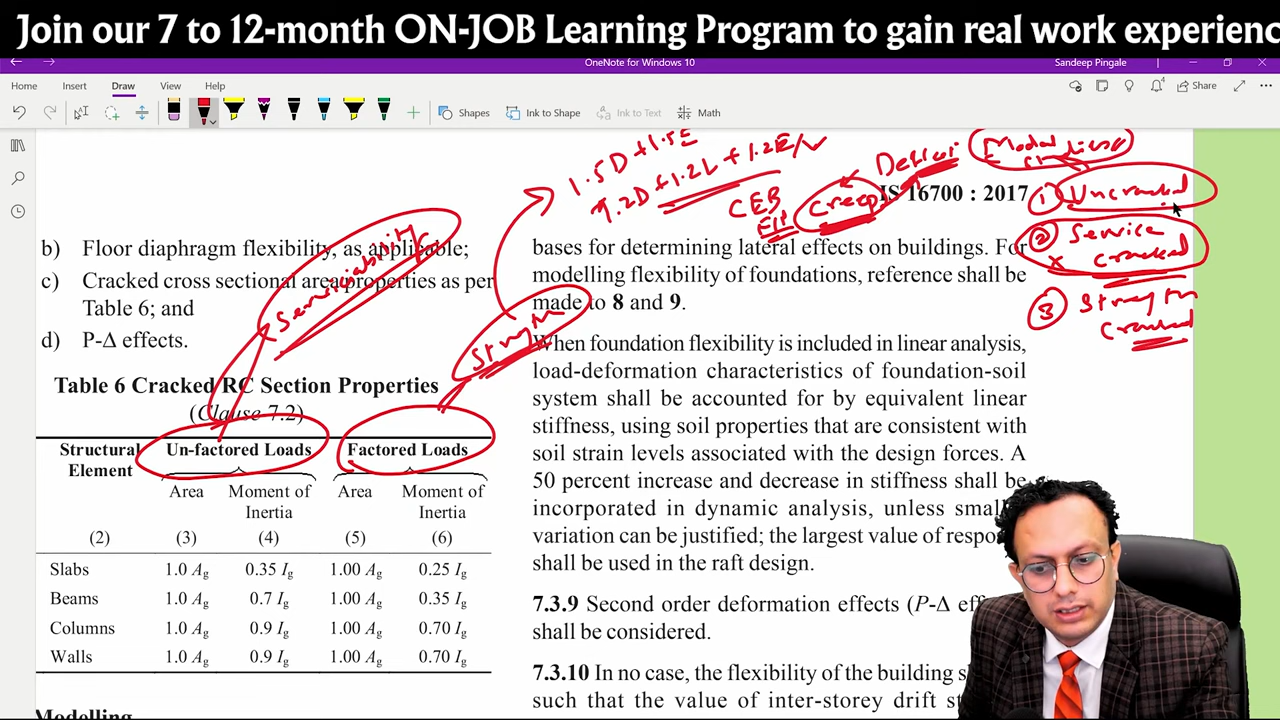 Join our 7 to 12-month ON-JOB Learning Program to gain real work experienc
OneNote for Windows 10
Sandeep Pingale
Home Insert Draw View Help
Share
Shapes
Ink to Shape
Ink to Text
Math
1.5D+1.5E
1.2D+1.2L+1.2E/
CEB
creep
① Uncracked
② Service
cracked
③ Strength
cracked
Serviceability
Strength
IS 16700 : 2017
b) Floor diaphragm flexibility, as applicable;
c) Cracked cross sectional area properties as per
Table 6; and
d) P-Δ effects.
Table 6 Cracked RC Section Properties
(Clause 7.2)
Structural Element Un-factored Loads Factored Loads
Area Moment of Inertia Area Moment of Inertia
(2) (3) (4) (5) (6)
Slabs 1.0 Ag 0.35 Ig 1.00 Ag 0.25 Ig
Beams 1.0 Ag 0.7 Ig 1.00 Ag 0.35 Ig
Columns 1.0 Ag 0.9 Ig 1.00 Ag 0.70 Ig
Walls 1.0 Ag 0.9 Ig 1.00 Ag 0.70 Ig
Modelling
bases for determining lateral effects on buildings. For
modelling flexibility of foundations, reference shall be
made to 8 and 9.
When foundation flexibility is included in linear analysis,
load-deformation characteristics of foundation-soil
system shall be accounted for by equivalent linear
stiffness, using soil properties that are consistent with
soil strain levels associated with the design forces. A
50 percent increase and decrease in stiffness shall be
incorporated in dynamic analysis, unless smal
variation can be justified; the largest value of respo
shall be used in the raft design.
7.3.9 Second order deformation effects (P-Δ eff
shall be considered.
7.3.10 In no case, the flexibility of the building s
such that the value of inter-storey drift st